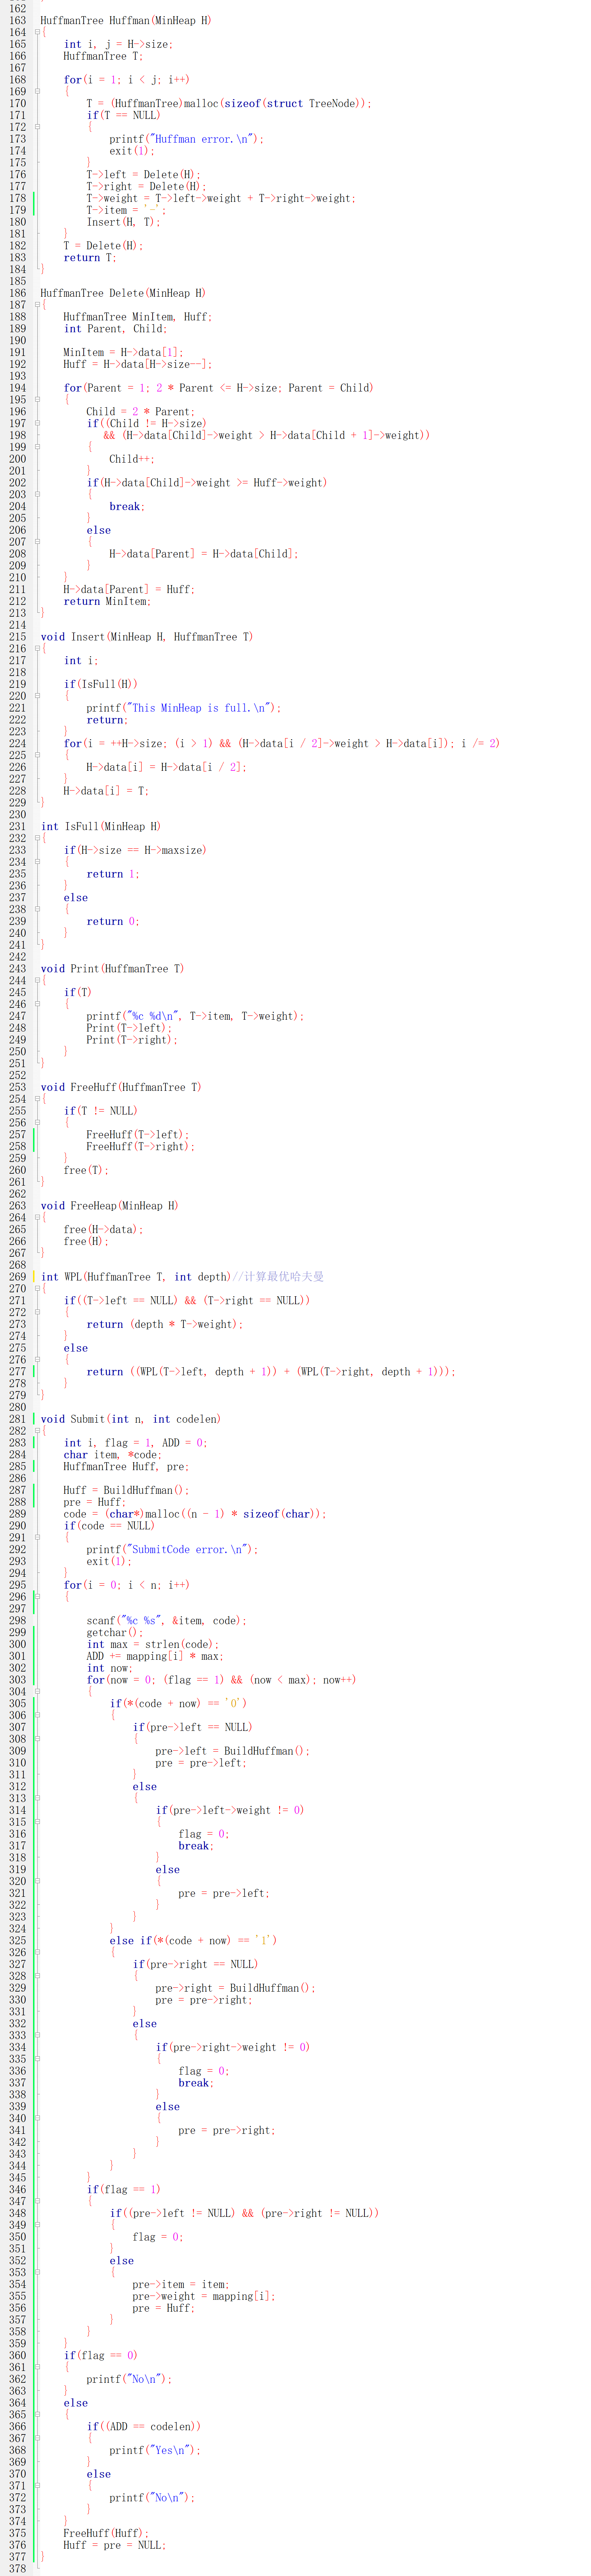 162
163 HuffmanTree Huffman(MinHeap H)
164 {
165     int i, j = H->size;
166     HuffmanTree T;
167
168     for(i = 1; i < j; i++)
169     {
170         T = (HuffmanTree)malloc(sizeof(struct TreeNode));
171         if(T == NULL)
172         {
173             printf("Huffman error.\n");
174             exit(1);
175         }
176         T->left = Delete(H);
177         T->right = Delete(H);
178         T->weight = T->left->weight + T->right->weight;
179         T->item = '-';
180         Insert(H, T);
181     }
182     T = Delete(H);
183     return T;
184 }
185
186 HuffmanTree Delete(MinHeap H)
187 {
188     HuffmanTree MinItem, Huff;
189     int Parent, Child;
190
191     MinItem = H->data[1];
192     Huff = H->data[H->size--];
193
194     for(Parent = 1; 2 * Parent <= H->size; Parent = Child)
195     {
196         Child = 2 * Parent;
197         if((Child != H->size)
198            && (H->data[Child]->weight > H->data[Child + 1]->weight))
199         {
200             Child++;
201         }
202         if(H->data[Child]->weight >= Huff->weight)
203         {
204             break;
205         }
206         else
207         {
208             H->data[Parent] = H->data[Child];
209         }
210     }
211     H->data[Parent] = Huff;
212     return MinItem;
213 }
214
215 void Insert(MinHeap H, HuffmanTree T)
216 {
217     int i;
218
219     if(IsFull(H))
220     {
221         printf("This MinHeap is full.\n");
222         return;
223     }
224     for(i = ++H->size; (i > 1) && (H->data[i / 2]->weight > H->data[i]); i /= 2)
225     {
226         H->data[i] = H->data[i / 2];
227     }
228     H->data[i] = T;
229 }
230
231 int IsFull(MinHeap H)
232 {
233     if(H->size == H->maxsize)
234     {
235         return 1;
236     }
237     else
238     {
239         return 0;
240     }
241 }
242
243 void Print(HuffmanTree T)
244 {
245     if(T)
246     {
247         printf("%c %d\n", T->item, T->weight);
248         Print(T->left);
249         Print(T->right);
250     }
251 }
252
253 void FreeHuff(HuffmanTree T)
254 {
255     if(T != NULL)
256     {
257         FreeHuff(T->left);
258         FreeHuff(T->right);
259     }
260     free(T);
261 }
262
263 void FreeHeap(MinHeap H)
264 {
265     free(H->data);
266     free(H);
267 }
268
269 int WPL(HuffmanTree T, int depth)//计算最优哈夫曼
270 {
271     if((T->left == NULL) && (T->right == NULL))
272     {
273         return (depth * T->weight);
274     }
275     else
276     {
277         return ((WPL(T->left, depth + 1)) + (WPL(T->right, depth + 1)));
278     }
279 }
280
281 void Submit(int n, int codelen)
282 {
283     int i, flag = 1, ADD = 0;
284     char item, *code;
285     HuffmanTree Huff, pre;
286
287     Huff = BuildHuffman();
288     pre = Huff;
289     code = (char*)malloc((n - 1) * sizeof(char));
290     if(code == NULL)
291     {
292         printf("SubmitCode error.\n");
293         exit(1);
294     }
295     for(i = 0; i < n; i++)
296     {
297
298         scanf("%c %s", &item, code);
299         getchar();
300         int max = strlen(code);
301         ADD += mapping[i] * max;
302         int now;
303         for(now = 0; (flag == 1) && (now < max); now++)
304         {
305             if(*(code + now) == '0')
306             {
307                 if(pre->left == NULL)
308                 {
309                     pre->left = BuildHuffman();
310                     pre = pre->left;
311                 }
312                 else
313                 {
314                     if(pre->left->weight != 0)
315                     {
316                         flag = 0;
317                         break;
318                     }
319                     else
320                     {
321                         pre = pre->left;
322                     }
323                 }
324             }
325             else if(*(code + now) == '1')
326             {
327                 if(pre->right == NULL)
328                 {
329                     pre->right = BuildHuffman();
330                     pre = pre->right;
331                 }
332                 else
333                 {
334                     if(pre->right->weight != 0)
335                     {
336                         flag = 0;
337                         break;
338                     }
339                     else
340                     {
341                         pre = pre->right;
342                     }
343                 }
344             }
345         }
346         if(flag == 1)
347         {
348             if((pre->left != NULL) && (pre->right != NULL))
349             {
350                 flag = 0;
351             }
352             else
353             {
354                 pre->item = item;
355                 pre->weight = mapping[i];
356                 pre = Huff;
357             }
358         }
359     }
360     if(flag == 0)
361     {
362         printf("No\n");
363     }
364     else
365     {
366         if((ADD == codelen))
367         {
368             printf("Yes\n");
369         }
370         else
371         {
372             printf("No\n");
373         }
374     }
375     FreeHuff(Huff);
376     Huff = pre = NULL;
377 }
378